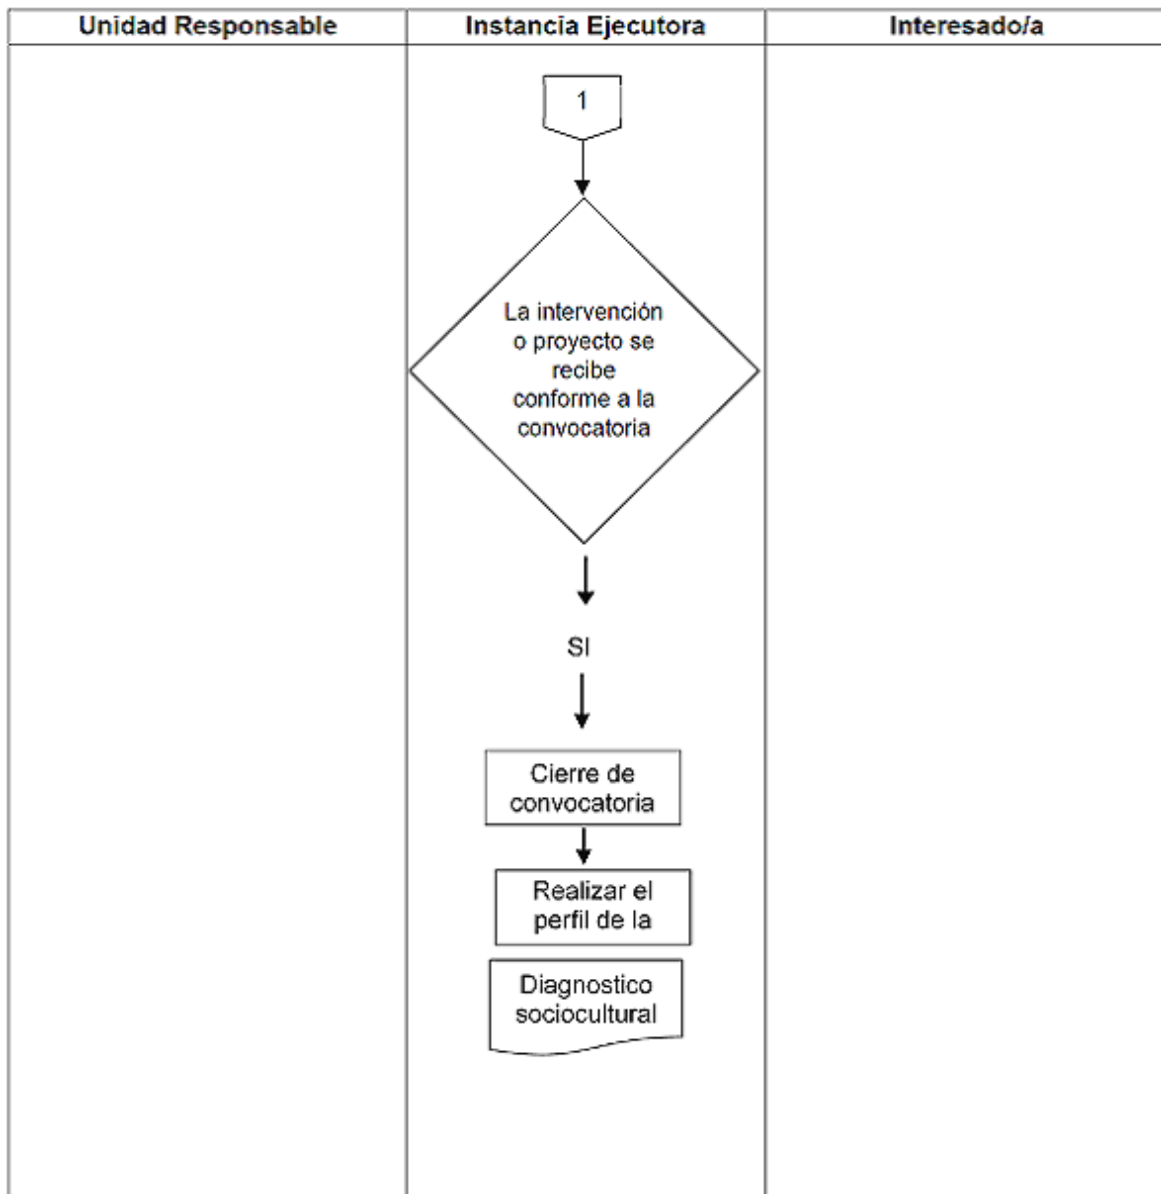 Unidad Responsable
Instancia Ejecutora
Interesado/a
1
La intervención
o proyecto se
recibe
conforme a la
convocatoria
SI
Cierre de
convocatoria
Realizar el
perfil de la
Diagnostico
sociocultural